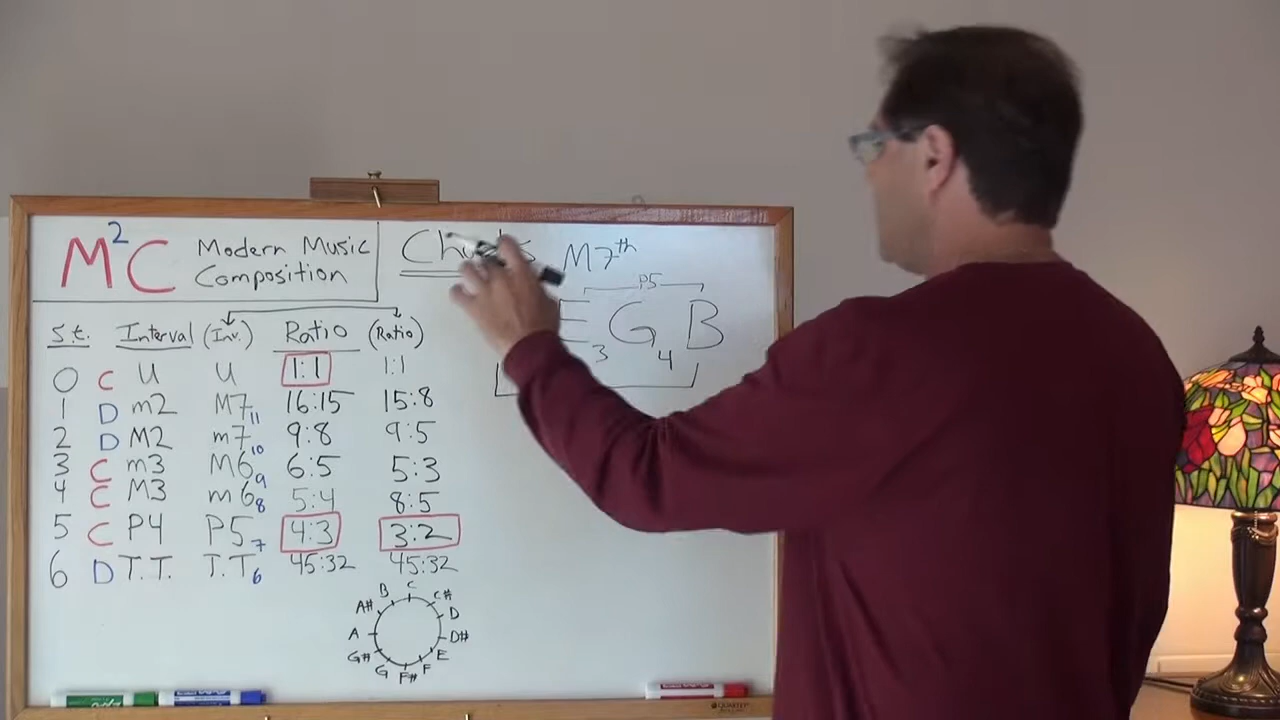 M²C Modern Music Composition
Chords M7th
P5
E G B
3 4
s.t. Interval (Inv.) Ratio (Ratio)
0 C U U 1:1 1:1
1 D m2 M7 11 16:15 15:8
2 D M2 m7 10 9:8 9:5
3 C m3 M6 9 6:5 5:3
4 C M3 m6 8 5:4 8:5
5 C P4 P5 7 4:3 3:2
6 D T.T. T.T 6 45:32 45:32
C
C#
D
D#
E
F
F#
G
G#
A
A#
B
QUARTET